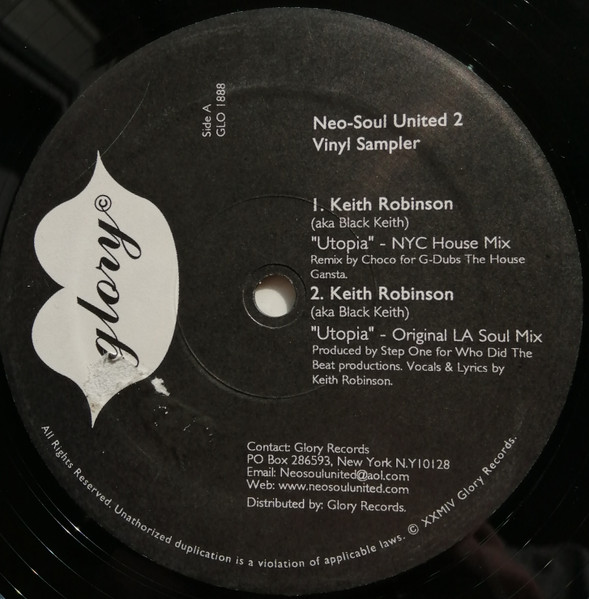 Side A
GLO 1888
Neo-Soul United 2
Vinyl Sampler
glory©
1. Keith Robinson
(aka Black Keith)
"Utopia" - NYC House Mix
Remix by Choco for G-Dubs The House
Gansta.
2. Keith Robinson
(aka Black Keith)
"Utopia" - Original LA Soul Mix
Produced by Step One for Who Did The
Beat productions. Vocals & Lyrics by
Keith Robinson.
Contact: Glory Records
PO Box 286593, New York N.Y10128
Email: Neosoulunited@aol.com
Web: www.neosoulunited.com
Distributed by: Glory Records.
All Rights Reserved. Unauthorized duplication is a violation of applicable laws. © XXMIV Glory Records.